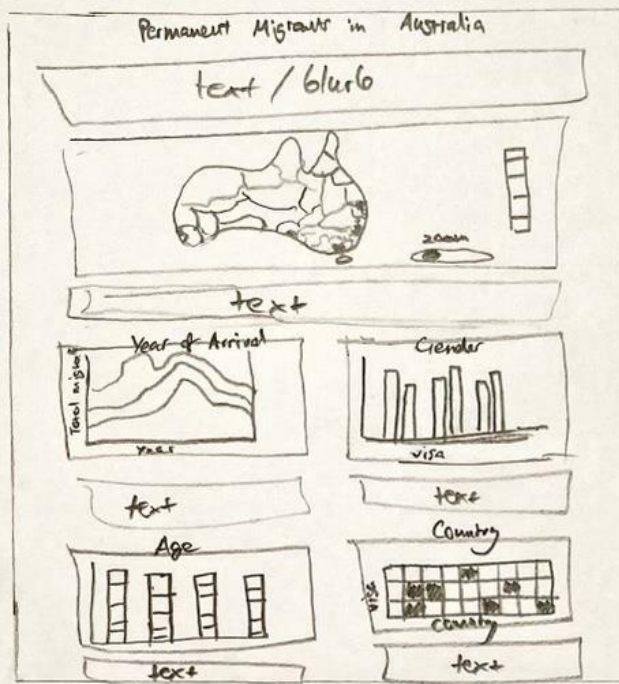 Permanent Migrants in Australia
text / blurb
zoom
text
Year of Arrival
Total migrants
year
Gender
visa
text
text
Age
Country
visa
country
text
text